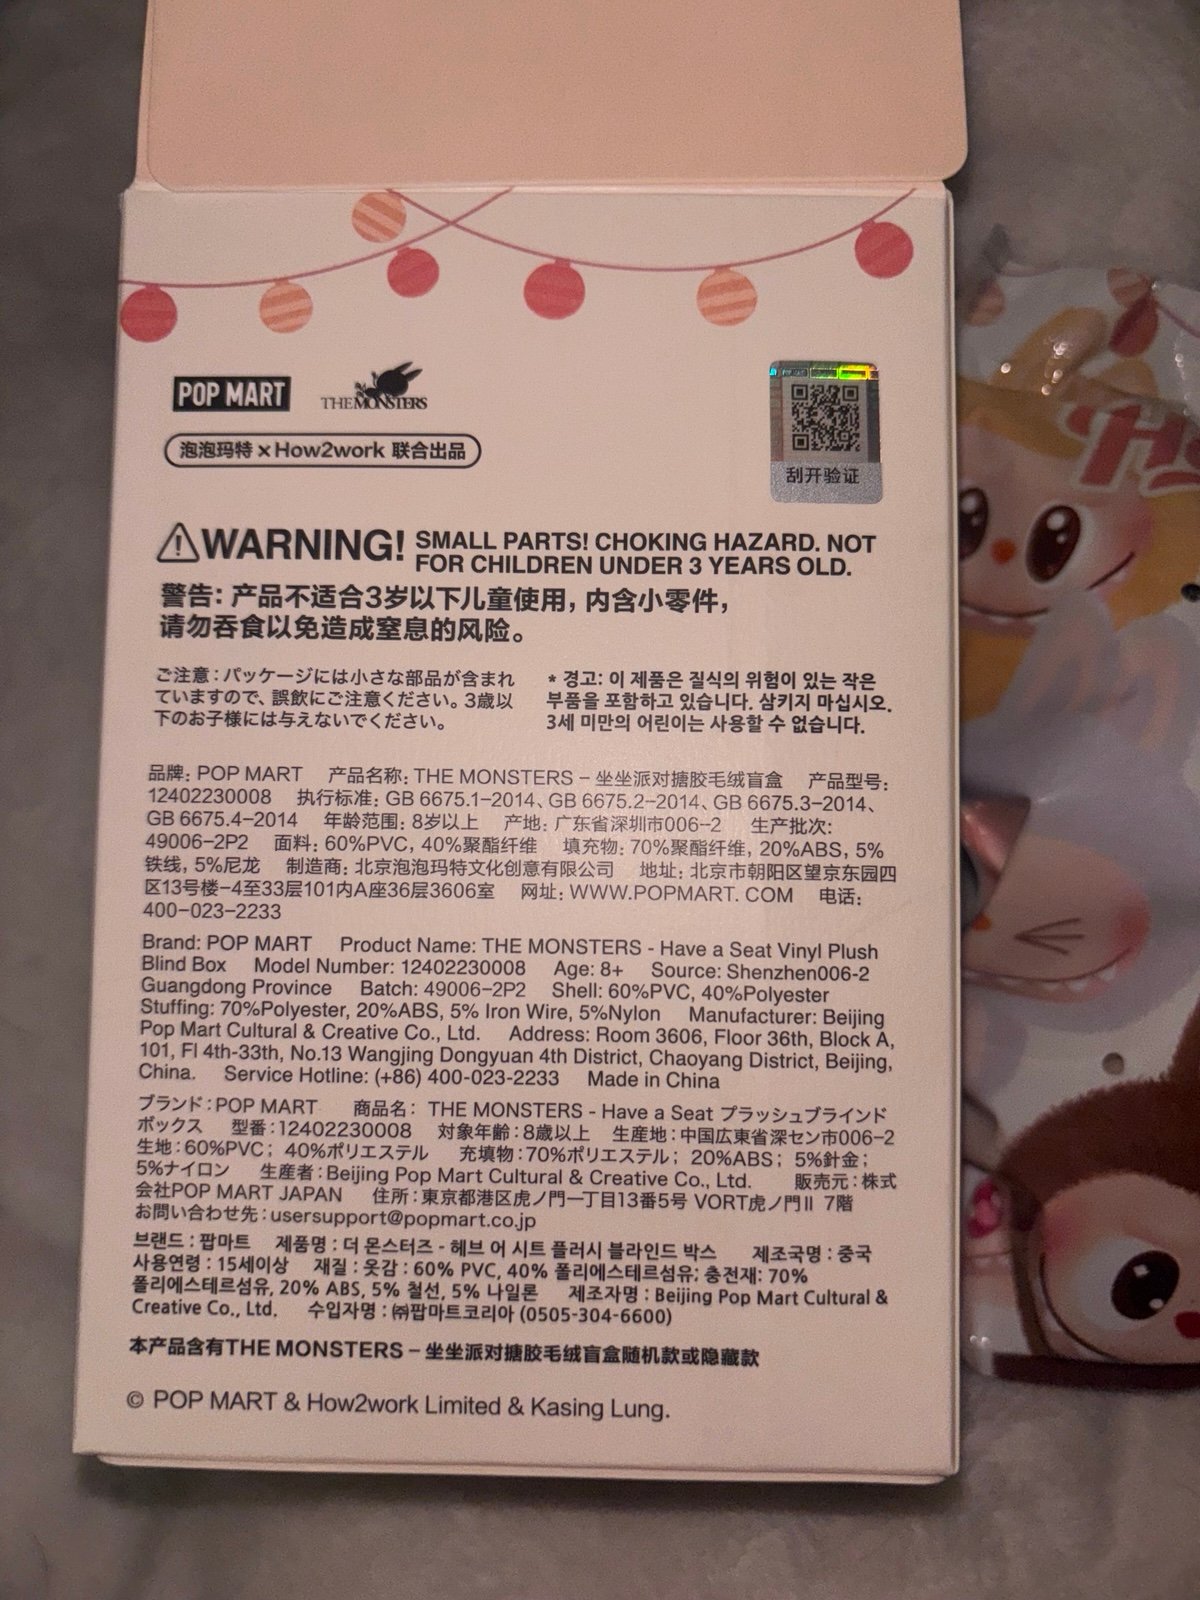 POP MART
THE MONSTERS
泡泡玛特 × How2work 联合出品
刮开验证
WARNING! SMALL PARTS! CHOKING HAZARD. NOT
FOR CHILDREN UNDER 3 YEARS OLD.
警告: 产品不适合3岁以下儿童使用, 内含小零件,
请勿吞食以免造成窒息的风险。
ご注意:パッケージには小さな部品が含まれ
ていますので、誤飲にご注意ください。3歳以
下のお子様には与えないでください。
* 경고: 이 제품은 질식의 위험이 있는 작은
부품을 포함하고 있습니다. 삼키지 마십시오.
3세 미만의 어린이는 사용할 수 없습니다.
品牌: POP MART 产品名称: THE MONSTERS – 坐坐派对搪胶毛绒盲盒 产品型号:
12402230008 执行标准: GB 6675.1–2014、GB 6675.2–2014、GB 6675.3–2014、
GB 6675.4–2014 年龄范围: 8岁以上 产地: 广东省深圳市006–2 生产批次:
49006–2P2 面料: 60%PVC, 40%聚酯纤维 填充物: 70%聚酯纤维, 20%ABS, 5%
铁线, 5%尼龙 制造商: 北京泡泡玛特文化创意有限公司 地址: 北京市朝阳区望京东园四
区13号楼–4至33层101内A座36层3606室 网址: WWW.POPMART. COM 电话:
400–023–2233
Brand: POP MART Product Name: THE MONSTERS - Have a Seat Vinyl Plush
Blind Box Model Number: 12402230008 Age: 8+ Source: Shenzhen006-2
Guangdong Province Batch: 49006-2P2 Shell: 60%PVC, 40%Polyester
Stuffing: 70%Polyester, 20%ABS, 5% Iron Wire, 5%Nylon Manufacturer: Beijing
Pop Mart Cultural & Creative Co., Ltd. Address: Room 3606, Floor 36th, Block A,
101, Fl 4th-33th, No.13 Wangjing Dongyuan 4th District, Chaoyang District, Beijing,
China. Service Hotline: (+86) 400-023-2233 Made in China
ブランド:POP MART 商品名: THE MONSTERS - Have a Seat プラッシュブラインド
ボックス 型番:12402230008 対象年齢:8歳以上 生産地:中国広東省深セン市006–2
生地:60%PVC; 40%ポリエステル 充填物:70%ポリエステル; 20%ABS; 5%針金;
5%ナイロン 生産者:Beijing Pop Mart Cultural & Creative Co., Ltd. 販売元:株式
会社POP MART JAPAN 住所:東京都港区虎ノ門一丁目13番5号 VORT虎ノ門Ⅱ 7階
お問い合わせ先:usersupport@popmart.co.jp
브랜드 : 팝마트 제품명 : 더 몬스터즈 - 헤브 어 시트 플러시 블라인드 박스 제조국명 : 중국
사용연령 : 15세이상 재질 : 옷감 : 60% PVC, 40% 폴리에스테르섬유; 충전재: 70%
폴리에스테르섬유, 20% ABS, 5% 철선, 5% 나일론 제조자명 : Beijing Pop Mart Cultural &
Creative Co., Ltd. 수입자명 : ㈜팝마트코리아 (0505-304-6600)
本产品含有THE MONSTERS – 坐坐派对搪胶毛绒盲盒随机款或隐藏款
© POP MART & How2work Limited & Kasing Lung.